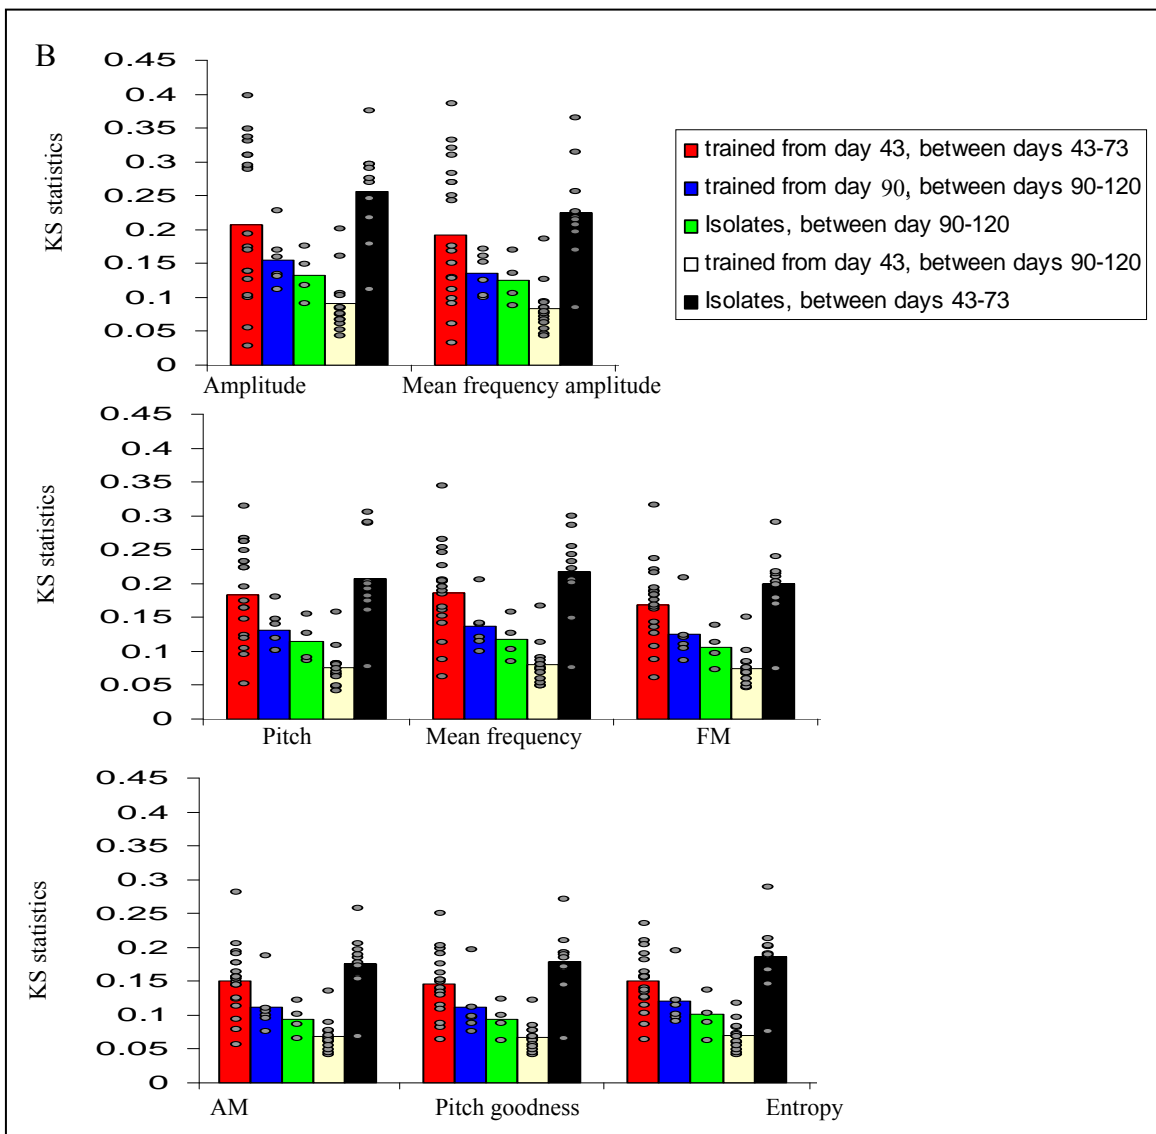 B
KS statistics
0.45
0.4
0.35
0.3
0.25
0.2
0.15
0.1
0.05
0
Amplitude
Mean frequency amplitude
trained from day 43, between days 43-73
trained from day 90, between days 90-120
Isolates, between day 90-120
trained from day 43, between days 90-120
Isolates, between days 43-73
KS statistics
0.45
0.4
0.35
0.3
0.25
0.2
0.15
0.1
0.05
0
Pitch
Mean frequency
FM
KS statistics
0.45
0.4
0.35
0.3
0.25
0.2
0.15
0.1
0.05
0
AM
Pitch goodness
Entropy